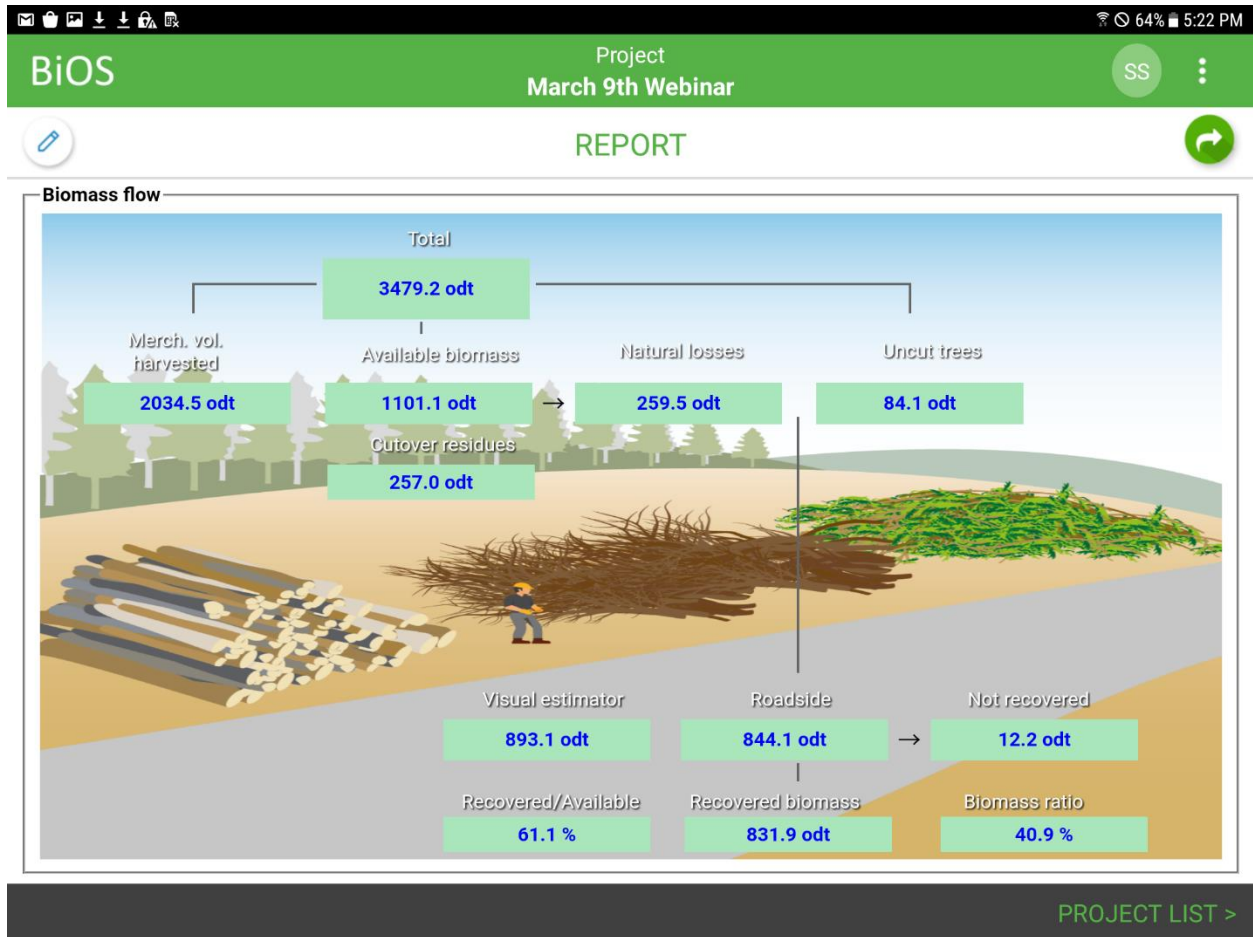 64% 5:22 PM
BiOS
Project
March 9th Webinar
SS
REPORT
Biomass flow
Total
3479.2 odt
Merch. vol.
harvested
Available biomass
Natural losses
Uncut trees
2034.5 odt
1101.1 odt
→
259.5 odt
84.1 odt
Cutover residues
257.0 odt
Visual estimator
Roadside
Not recovered
893.1 odt
844.1 odt
→
12.2 odt
Recovered/Available
Recovered biomass
Biomass ratio
61.1 %
831.9 odt
40.9 %
PROJECT LIST >